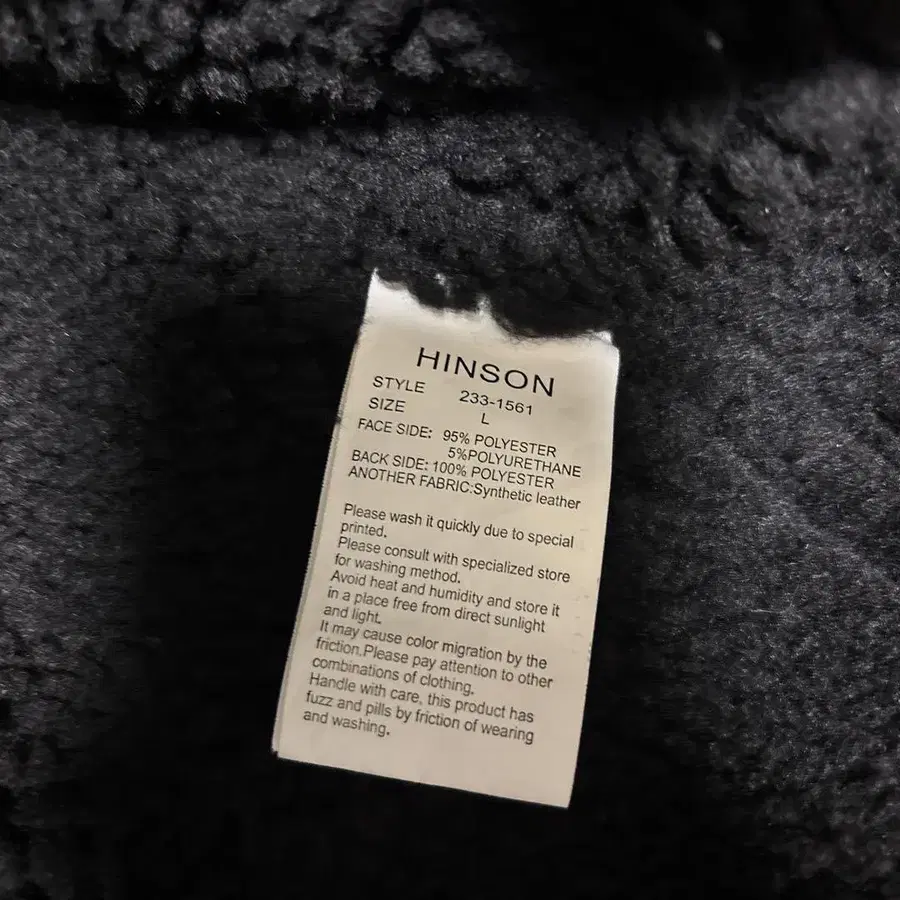 HINSON
STYLE 233-1561
SIZE L
FACE SIDE: 95% POLYESTER
5%POLYURETHANE
BACK SIDE: 100% POLYESTER
ANOTHER FABRIC:Synthetic leather
Please wash it quickly due to special
printed.
Please consult with specialized store
for washing method.
Avoid heat and humidity and store it
in a place free from direct sunlight
and light.
It may cause color migration by the
friction.Please pay attention to other
combinations of clothing.
Handle with care, this product has
fuzz and pills by friction of wearing
and washing.